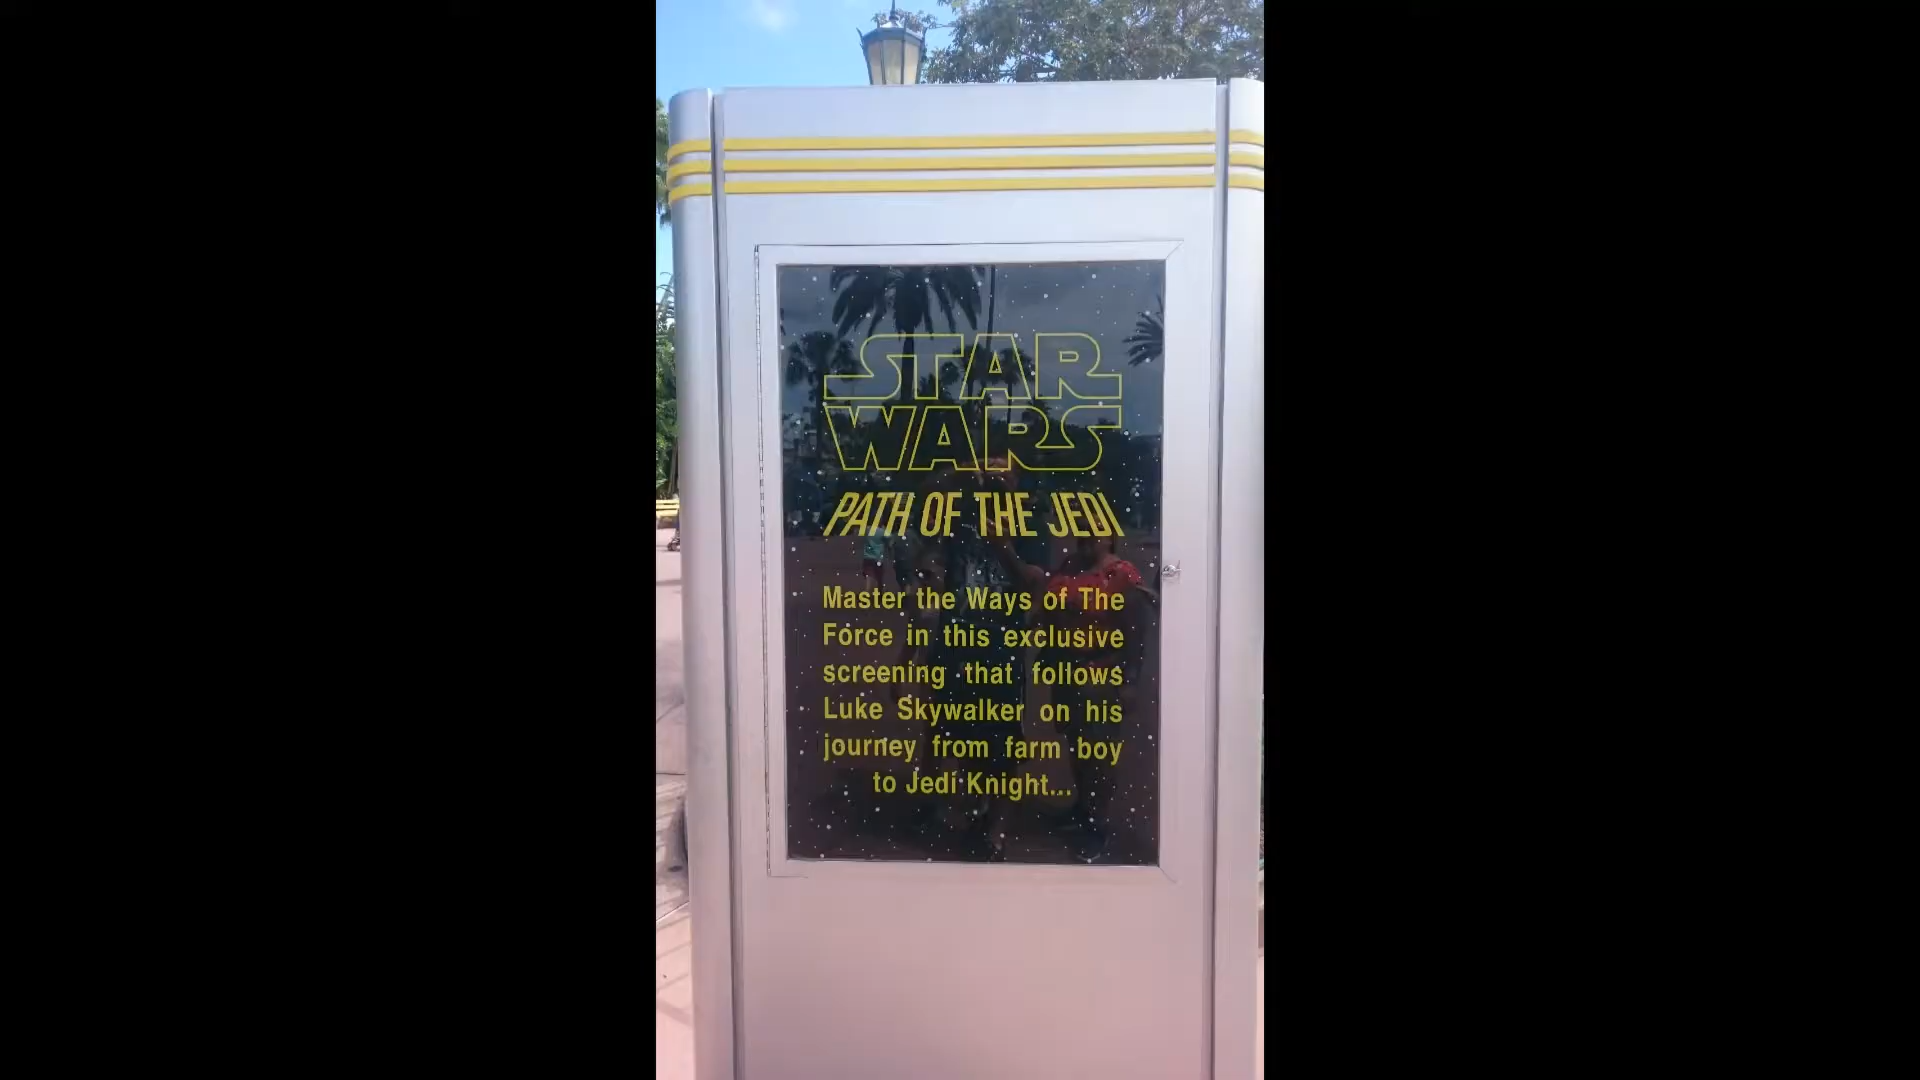 STAR
WARS
PATH OF THE JEDI
Master the Ways of The
Force in this exclusive
screening that follows
Luke Skywalker on his
journey from farm boy
to Jedi Knight...